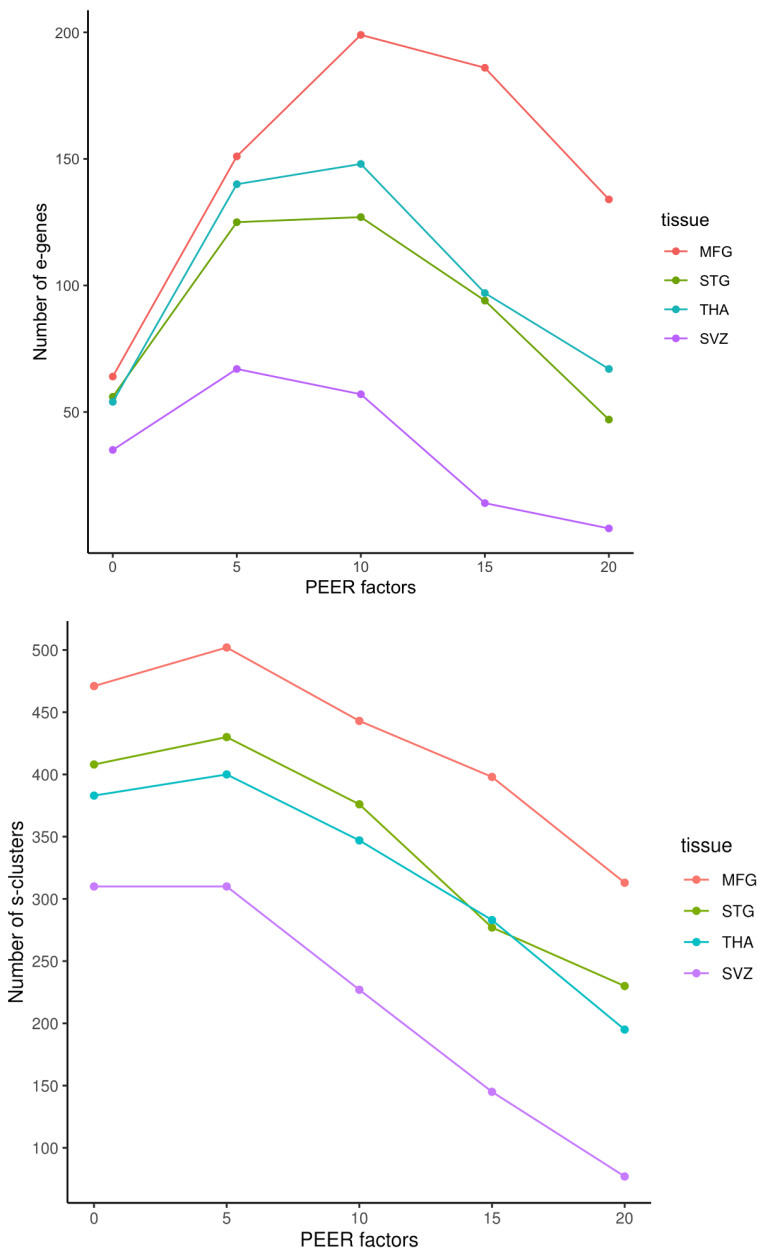 200
150
100
50
Number of e-genes
0 5 10 15 20
PEER factors
tissue
MFG
STG
THA
SVZ
500
450
400
350
300
250
200
150
100
Number of s-clusters
0 5 10 15 20
PEER factors
tissue
MFG
STG
THA
SVZ